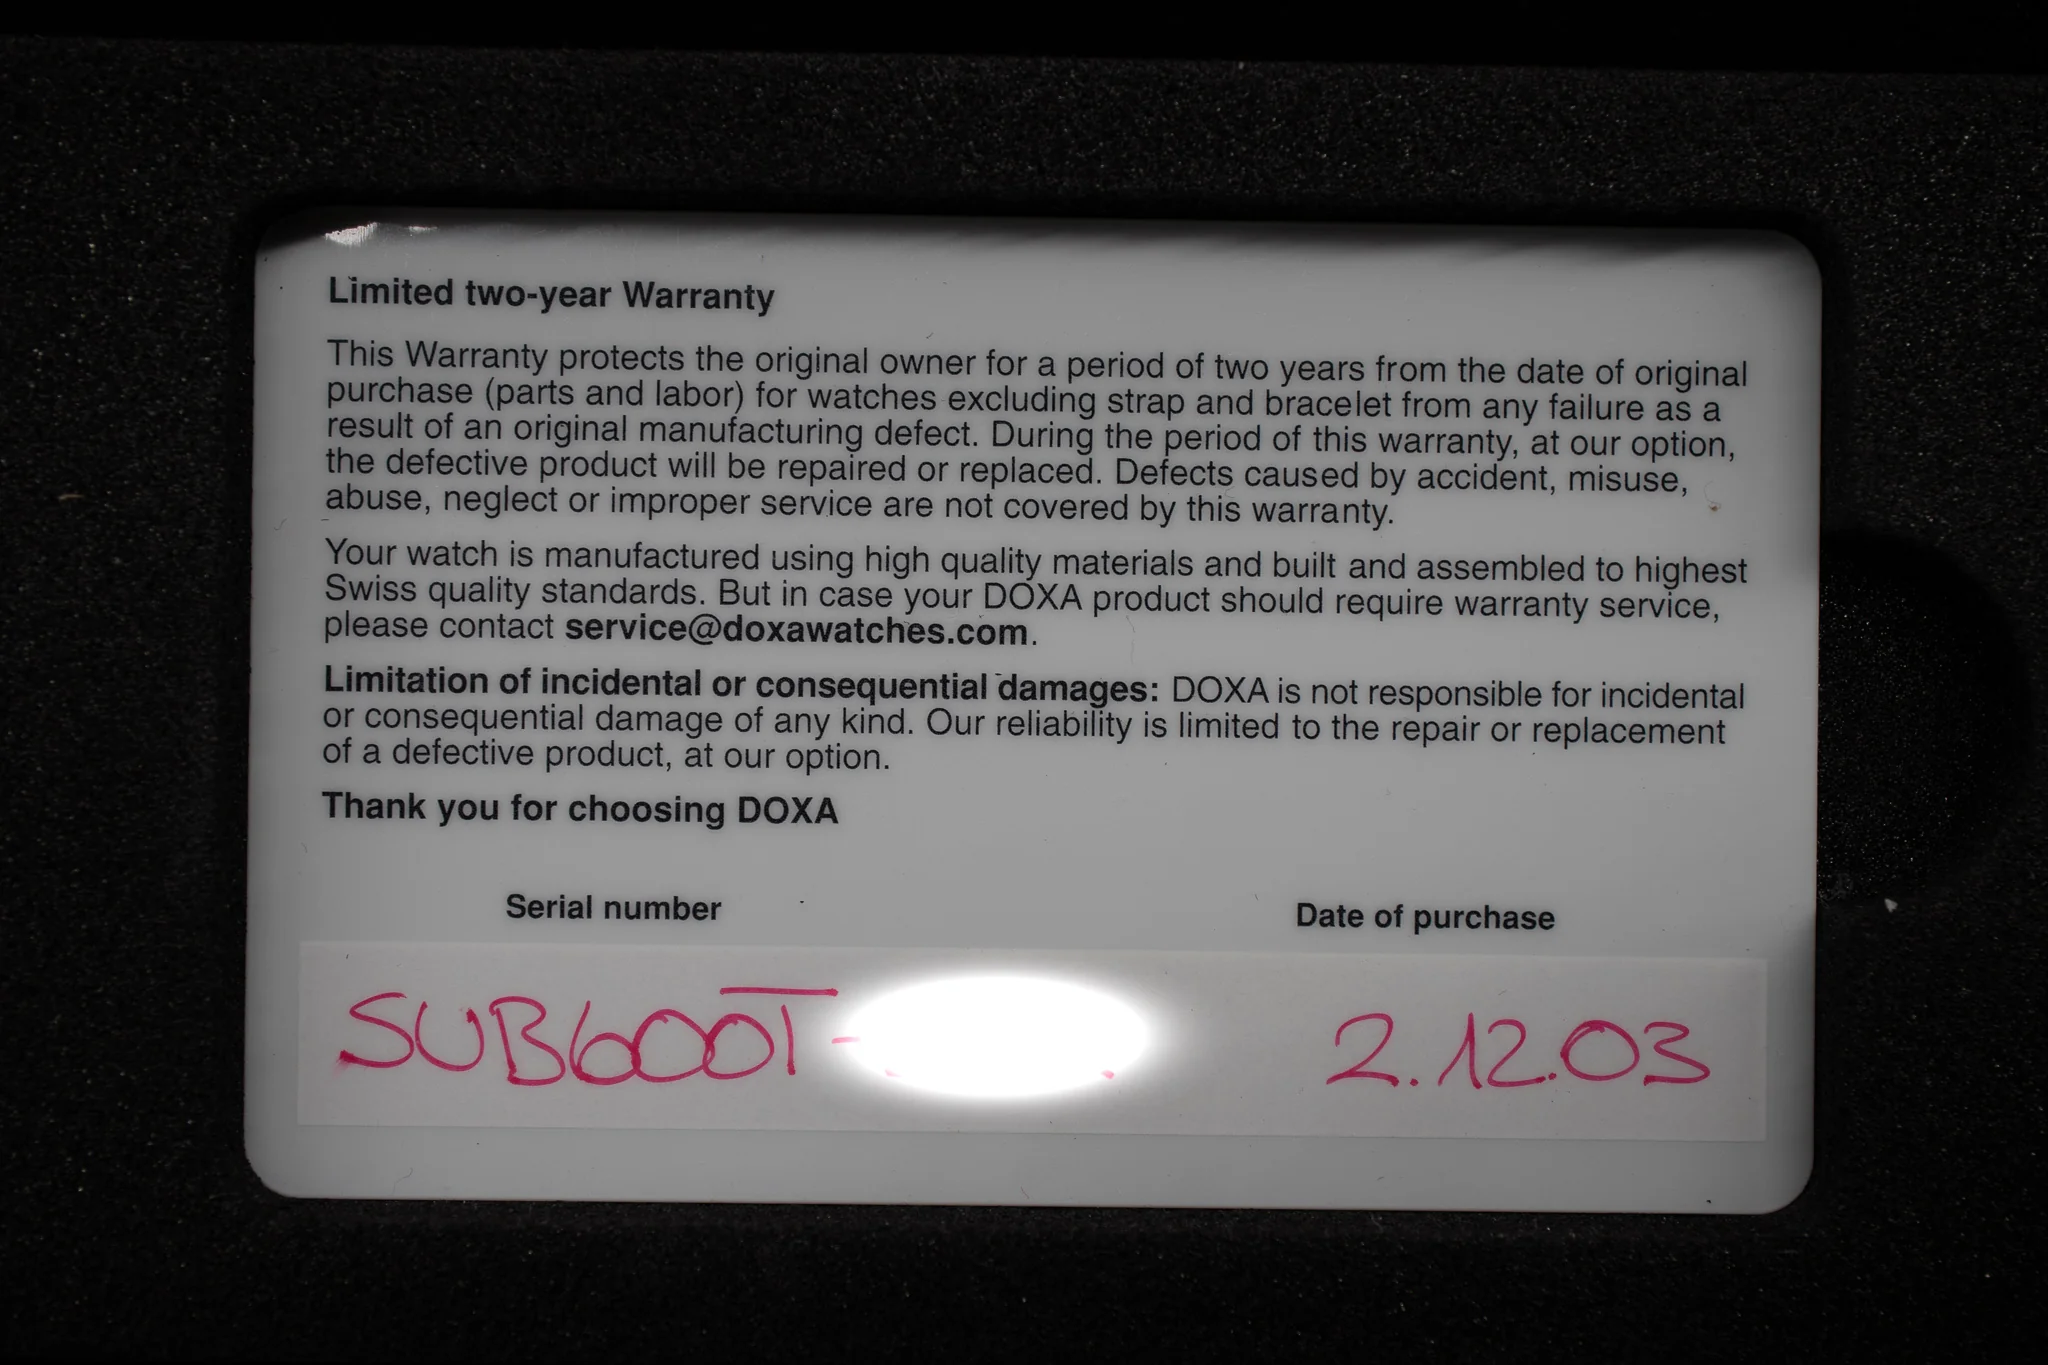 Limited two-year Warranty
This Warranty protects the original owner for a period of two years from the date of original
purchase (parts and labor) for watches excluding strap and bracelet from any failure as a
result of an original manufacturing defect. During the period of this warranty, at our option,
the defective product will be repaired or replaced. Defects caused by accident, misuse,
abuse, neglect or improper service are not covered by this warranty.
Your watch is manufactured using high quality materials and built and assembled to highest
Swiss quality standards. But in case your DOXA product should require warranty service,
please contact service@doxawatches.com.
Limitation of incidental or consequential damages: DOXA is not responsible for incidental
or consequential damage of any kind. Our reliability is limited to the repair or replacement
of a defective product, at our option.
Thank you for choosing DOXA
Serial number Date of purchase
SUB600T- 2.12.03